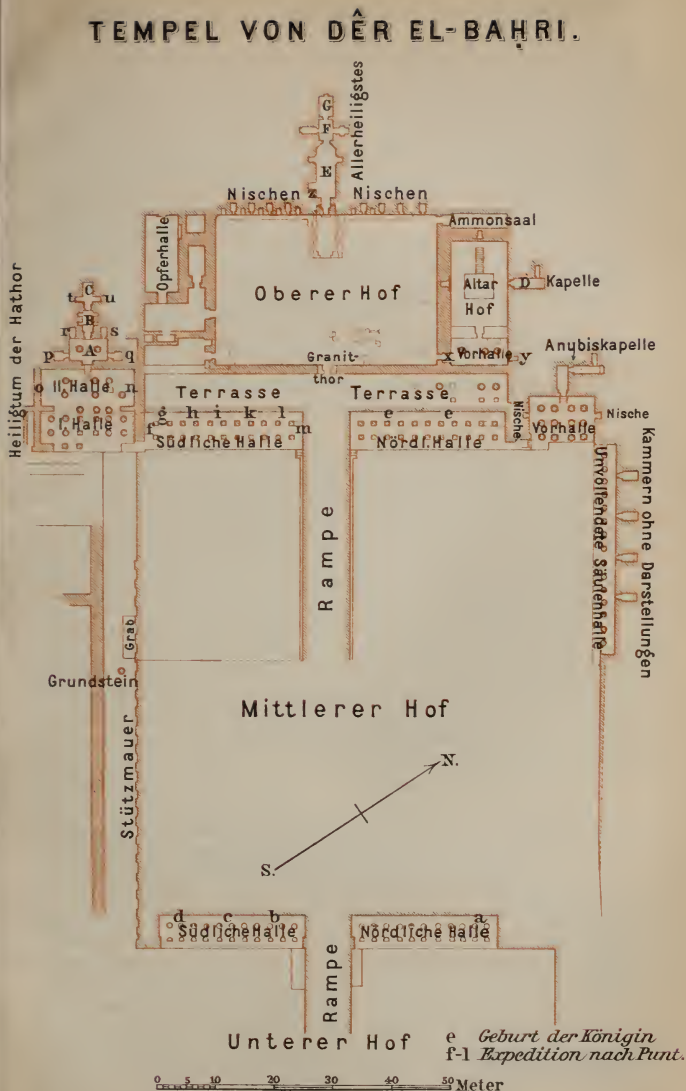 TEMPEL VON DÊR EL-BAḤRI.
G
F
E
Allerheiligstes
Nischen z Nischen
Opferhalle
Ammonsaal
Oberer Hof
Altar
Hof
D Kapelle
C
t u
B
r s
A
p q
Granit-
thor
x Vorhalle y
Anubiskapelle
Heiligtum der Hathor
o II. Halle n
I. Halle
Terrasse Terrasse
g h i k l
f m
Südliche Halle
e e
Nördl. Halle
Nische
Vorhalle
Nische
Kammern ohne Darstellungen
Unvollendete Säulenhalle
Rampe
Grab
Grundstein
Stützmauer
Mittlerer Hof
N.
S.
d c b
Südliche Halle
a
Nördliche Halle
Rampe
Unterer Hof
e Geburt der Königin
f-l Expedition nach Punt.
0 5 10 20 30 40 50 Meter